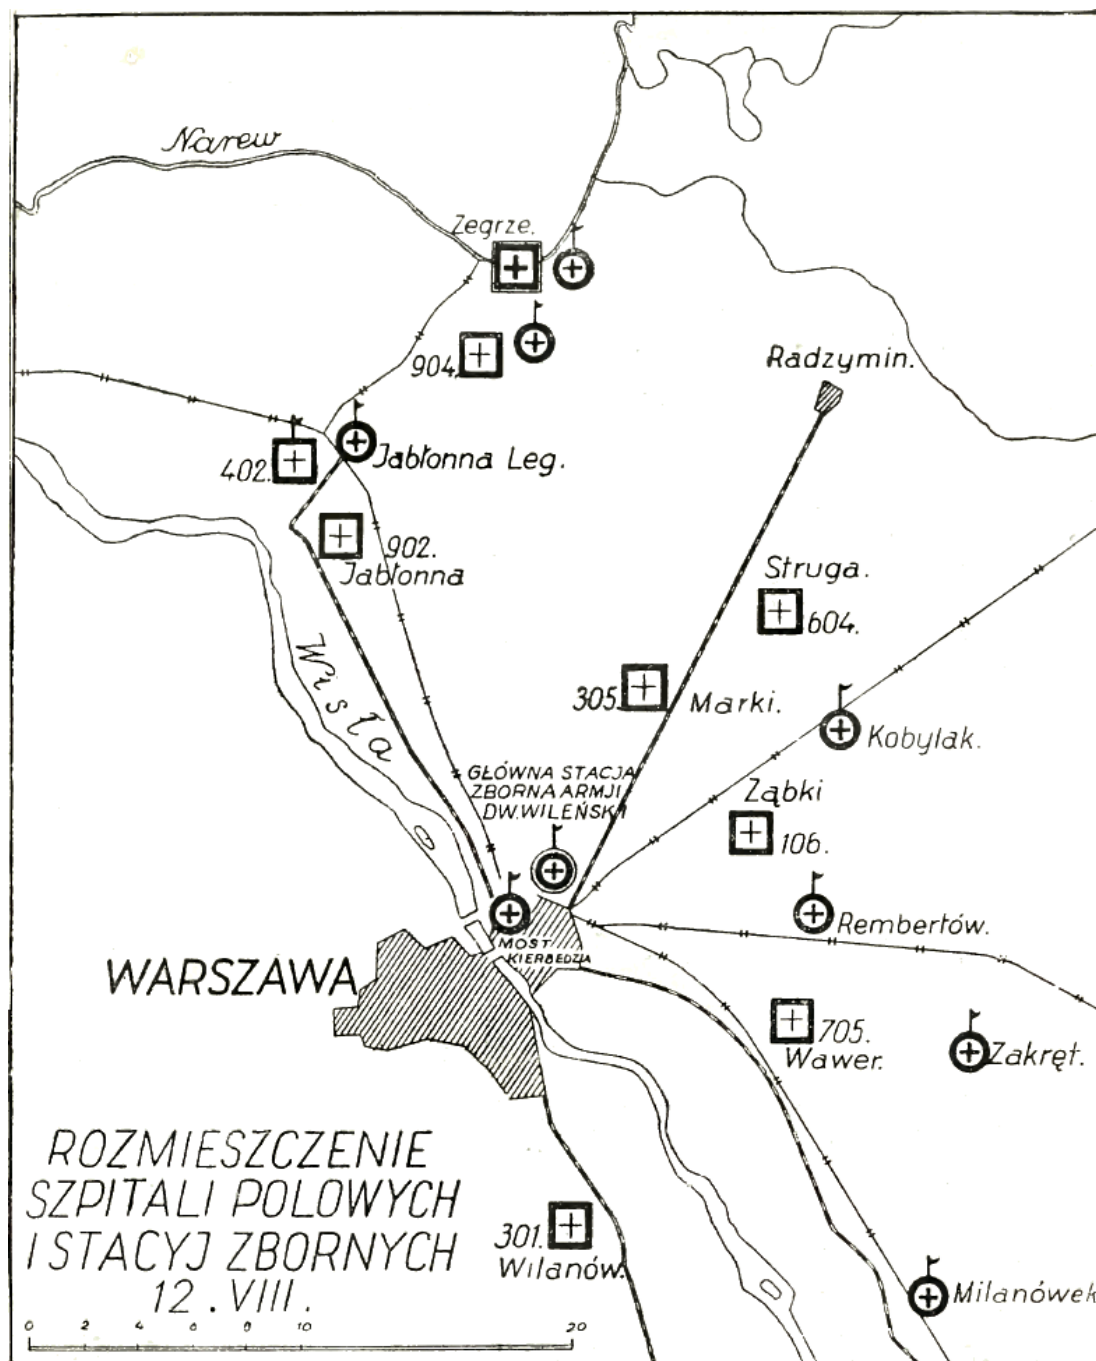 Narew
Zegrze.
904.
Radzymin.
402.
Jabłonna Leg.
902.
Jabłonna
Struga.
604.
Wisła
305.
Marki.
Kobylak.
GŁÓWNA STACJA
ZBORNA ARMJI
DW. WILEŃSKI
Ząbki
106.
Rembertów.
MOST
KIERBEDZIA
WARSZAWA
705.
Wawer.
Zakręt.
ROZMIESZCZENIE
SZPITALI POLOWYCH
I STACYJ ZBORNYCH
12. VIII.
301.
Wilanów.
Milanówek
0 2 4 6 8 10 20